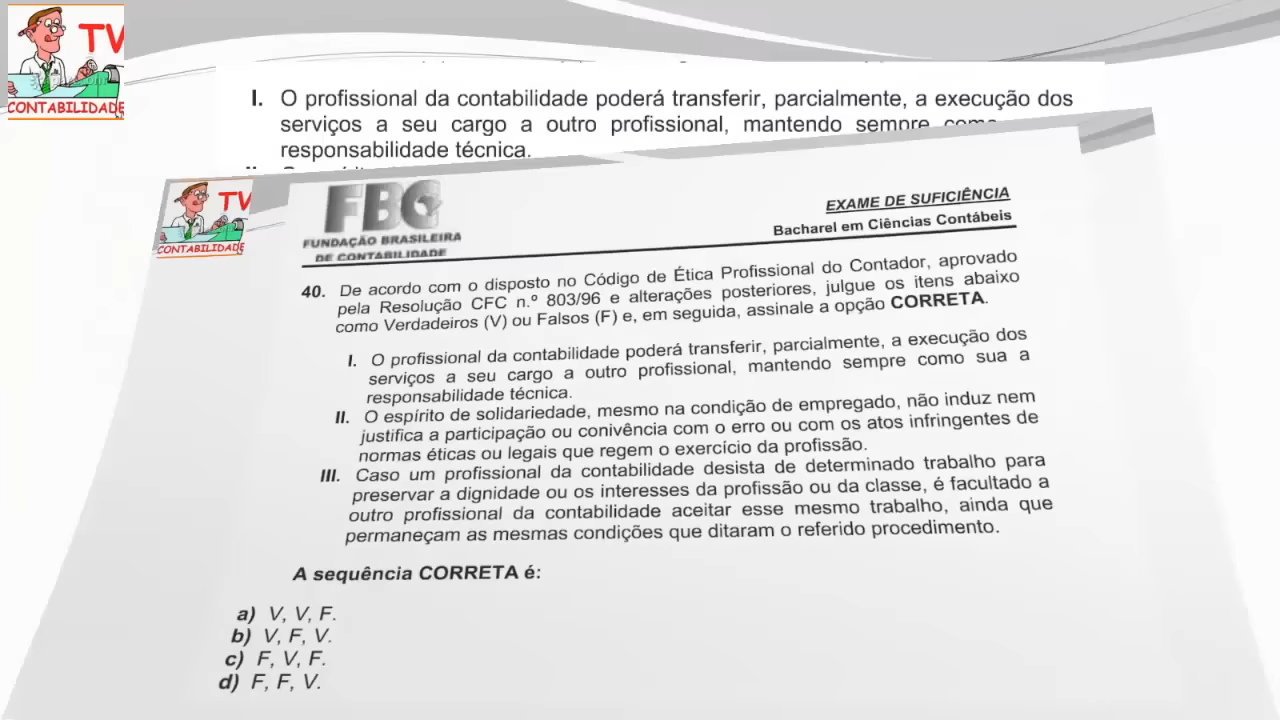 TV
CONTABILIDADE
I. O profissional da contabilidade poderá transferir, parcialmente, a execução dos
serviços a seu cargo a outro profissional, mantendo sempre como
responsabilidade técnica.
TV
CONTABILIDADE
FBC
FUNDAÇÃO BRASILEIRA
DE CONTABILIDADE
EXAME DE SUFICIÊNCIA
Bacharel em Ciências Contábeis
40. De acordo com o disposto no Código de Ética Profissional do Contador, aprovado
pela Resolução CFC n.º 803/96 e alterações posteriores, julgue os itens abaixo
como Verdadeiros (V) ou Falsos (F) e, em seguida, assinale a opção CORRETA.
I. O profissional da contabilidade poderá transferir, parcialmente, a execução dos
serviços a seu cargo a outro profissional, mantendo sempre como sua a
responsabilidade técnica.
II. O espírito de solidariedade, mesmo na condição de empregado, não induz nem
justifica a participação ou conivência com o erro ou com os atos infringentes de
normas éticas ou legais que regem o exercício da profissão.
III. Caso um profissional da contabilidade desista de determinado trabalho para
preservar a dignidade ou os interesses da profissão ou da classe, é facultado a
outro profissional da contabilidade aceitar esse mesmo trabalho, ainda que
permaneçam as mesmas condições que ditaram o referido procedimento.
A sequência CORRETA é:
a) V, V, F.
b) V, F, V.
c) F, V, F.
d) F, F, V.